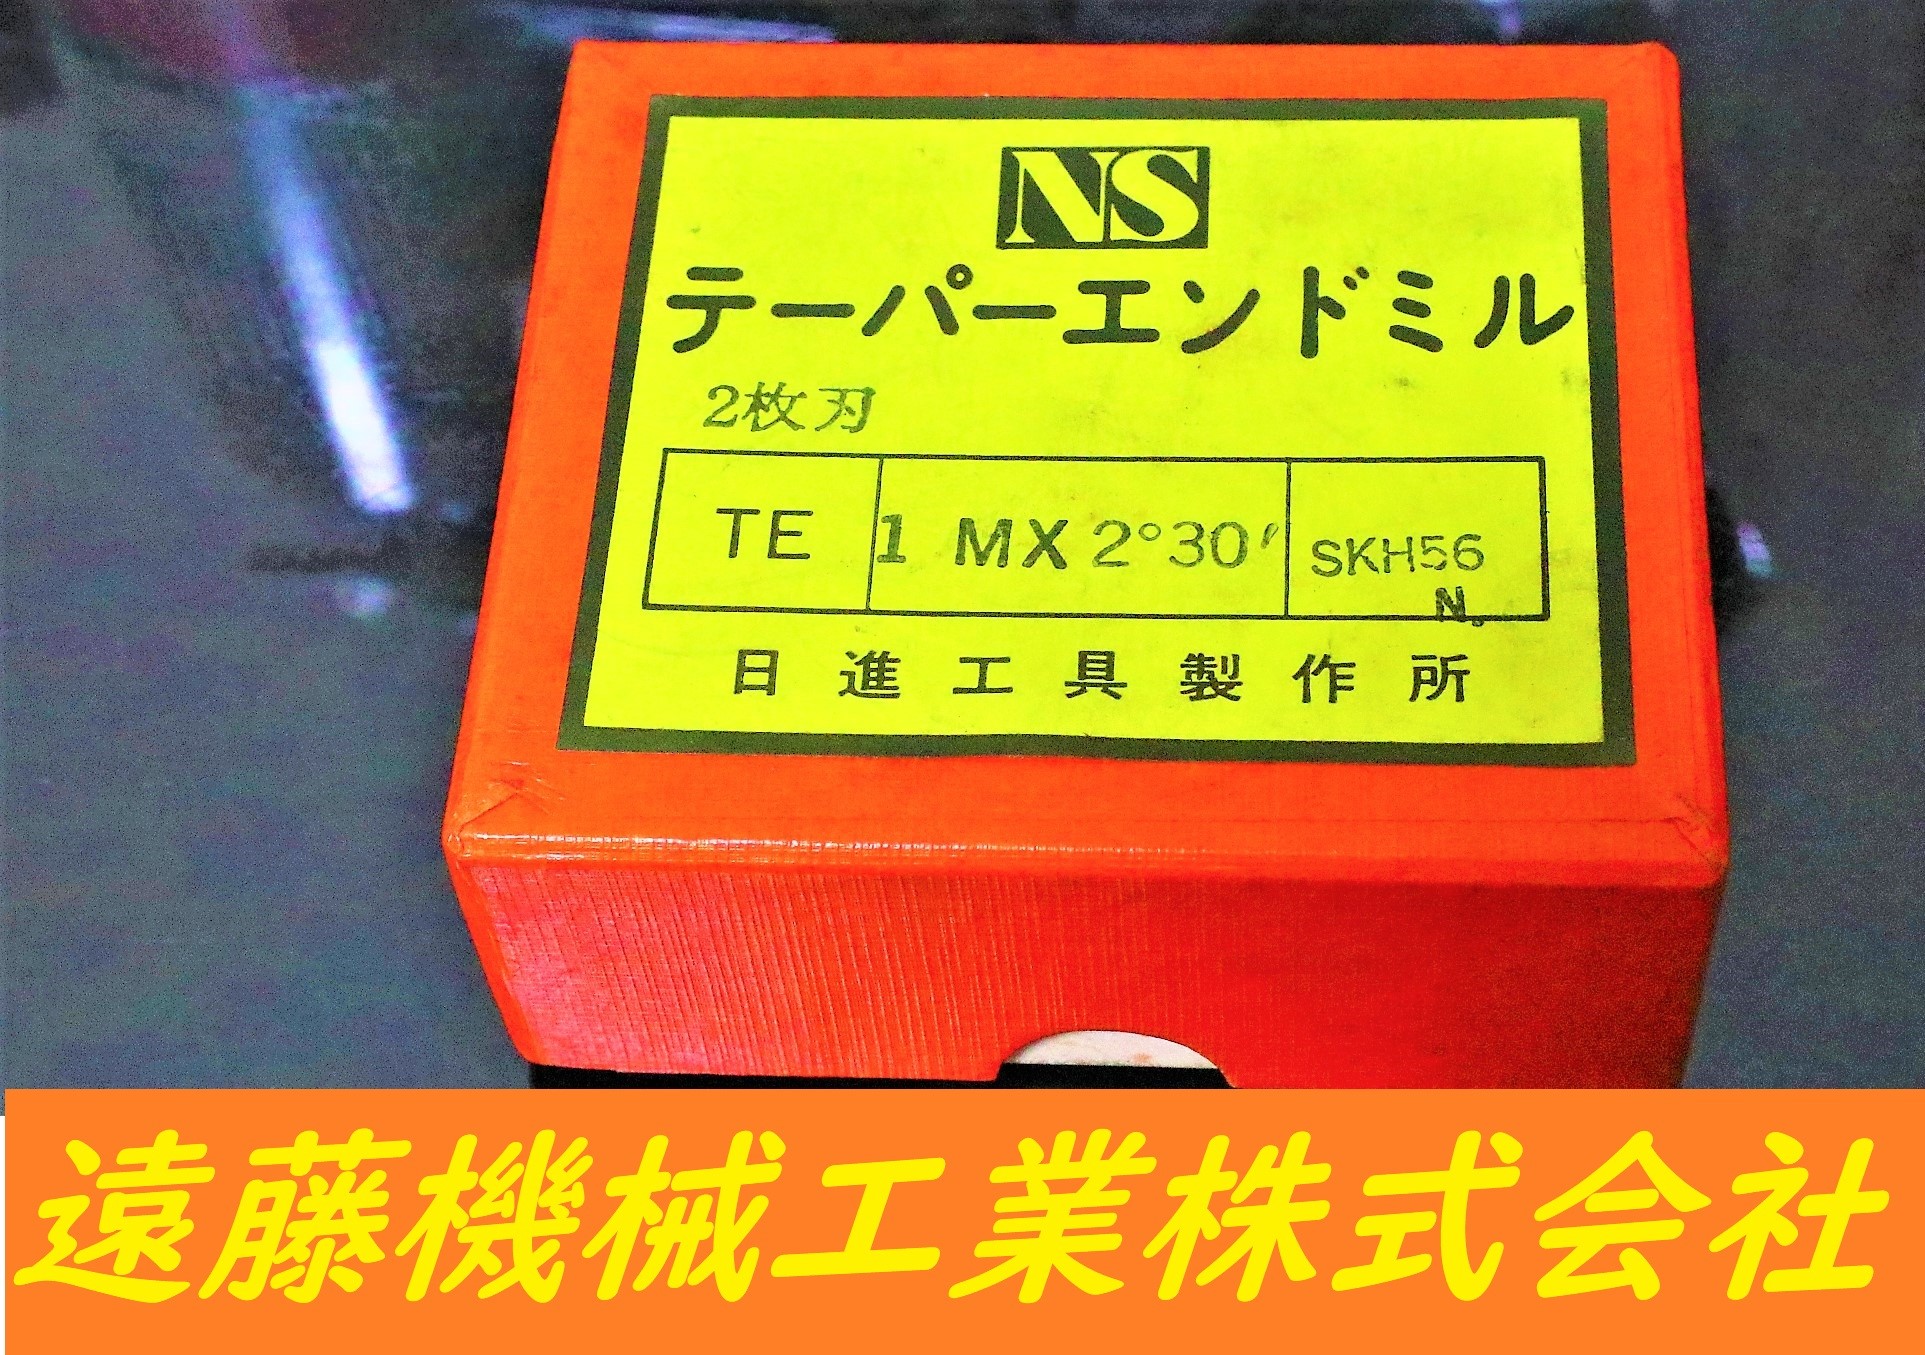 NS
テーパーエンドミル
2枚刃
TE 1 MX 2°30′ SKH56
N.
日進工具製作所
遠藤機械工業株式会社